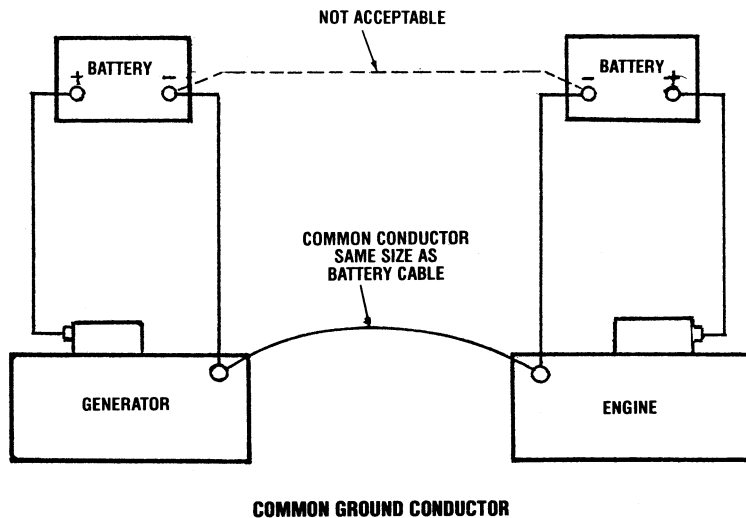 NOT ACCEPTABLE
BATTERY
+ -
BATTERY
- +
COMMON CONDUCTOR
SAME SIZE AS
BATTERY CABLE
GENERATOR
ENGINE
COMMON GROUND CONDUCTOR